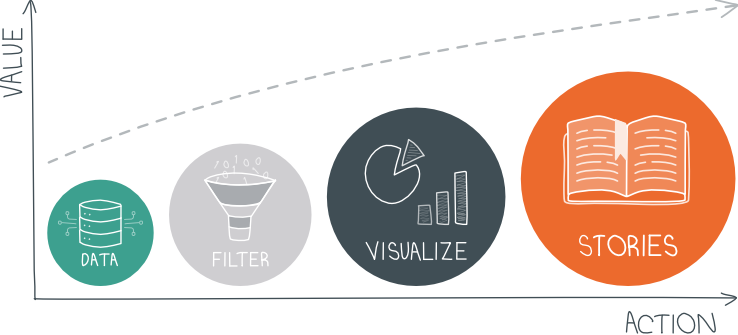 VALUE
DATA
FILTER
VISUALIZE
STORIES
ACTION